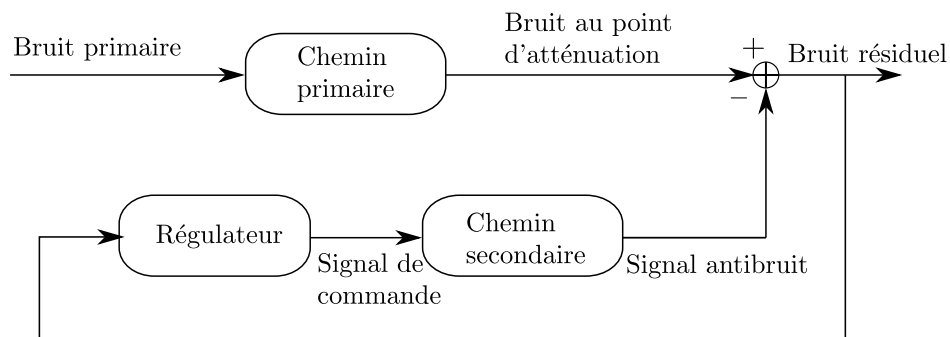 Bruit primaire
Chemin
primaire
Bruit au point
d'atténuation
+
−
Bruit résiduel
Régulateur
Signal de
commande
Chemin
secondaire
Signal antibruit